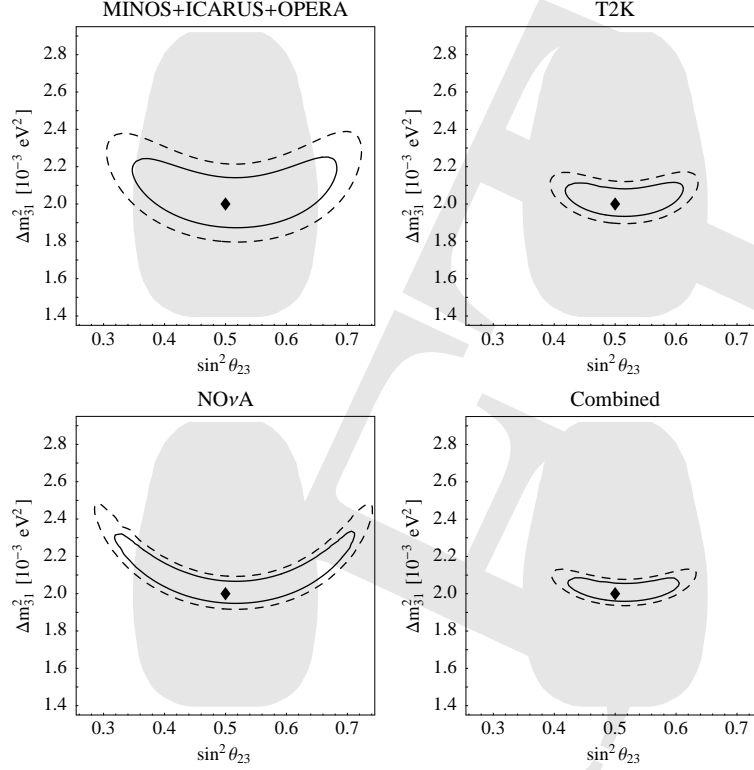 MINOS+ICARUS+OPERA
T2K
2.8
2.6
2.4
2.2
2.0
1.8
1.6
1.4
Δm²₃₁ [10⁻³ eV²]
0.3 0.4 0.5 0.6 0.7
sin² θ₂₃
2.8
2.6
2.4
2.2
2.0
1.8
1.6
1.4
Δm²₃₁ [10⁻³ eV²]
0.3 0.4 0.5 0.6 0.7
sin² θ₂₃
NOνA
Combined
2.8
2.6
2.4
2.2
2.0
1.8
1.6
1.4
Δm²₃₁ [10⁻³ eV²]
0.3 0.4 0.5 0.6 0.7
sin² θ₂₃
2.8
2.6
2.4
2.2
2.0
1.8
1.6
1.4
Δm²₃₁ [10⁻³ eV²]
0.3 0.4 0.5 0.6 0.7
sin² θ₂₃